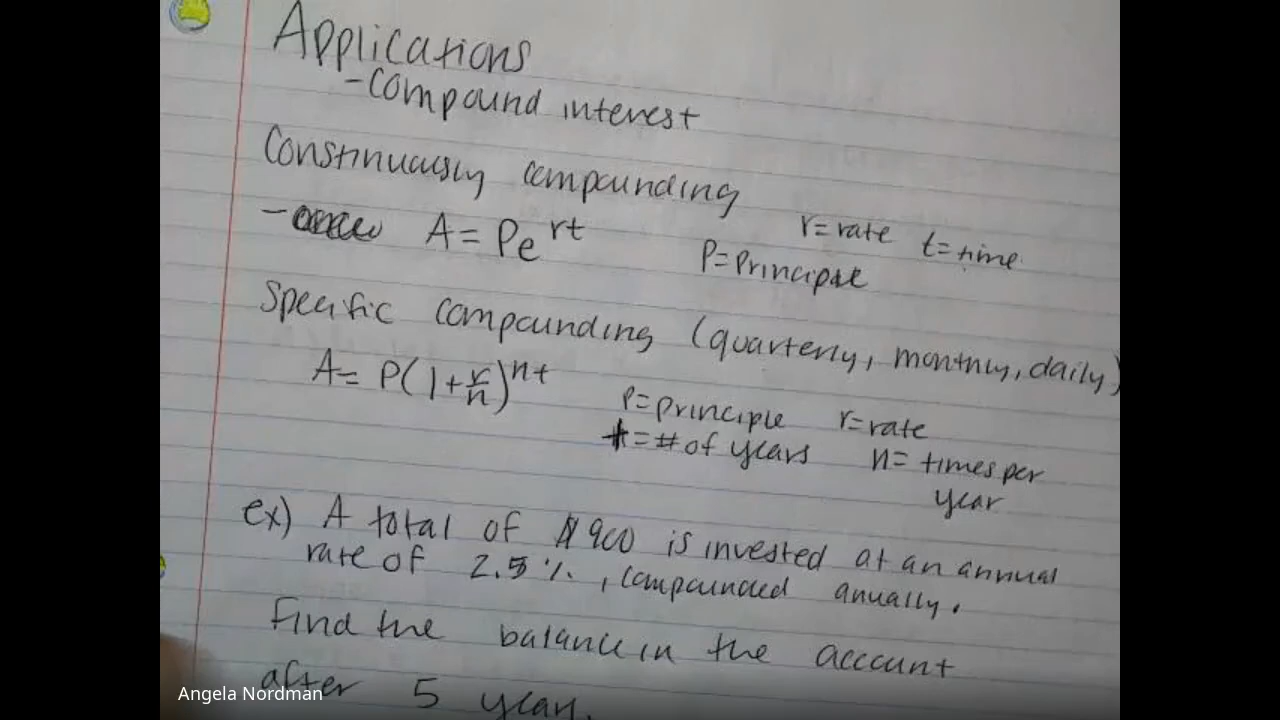 Applications
- Compound interest
Constinuously compounding
- A = Pe^rt
r = rate t = time
P = Principal
Specific compounding (quarterly, monthly, daily)
A = P(1 + r/n)^nt
P = principle r = rate
t = # of years n = times per
year
ex) A total of $900 is invested at an annual
rate of 2.5%, compounded anually.
Find the balance in the account
after 5 years.
Angela Nordman